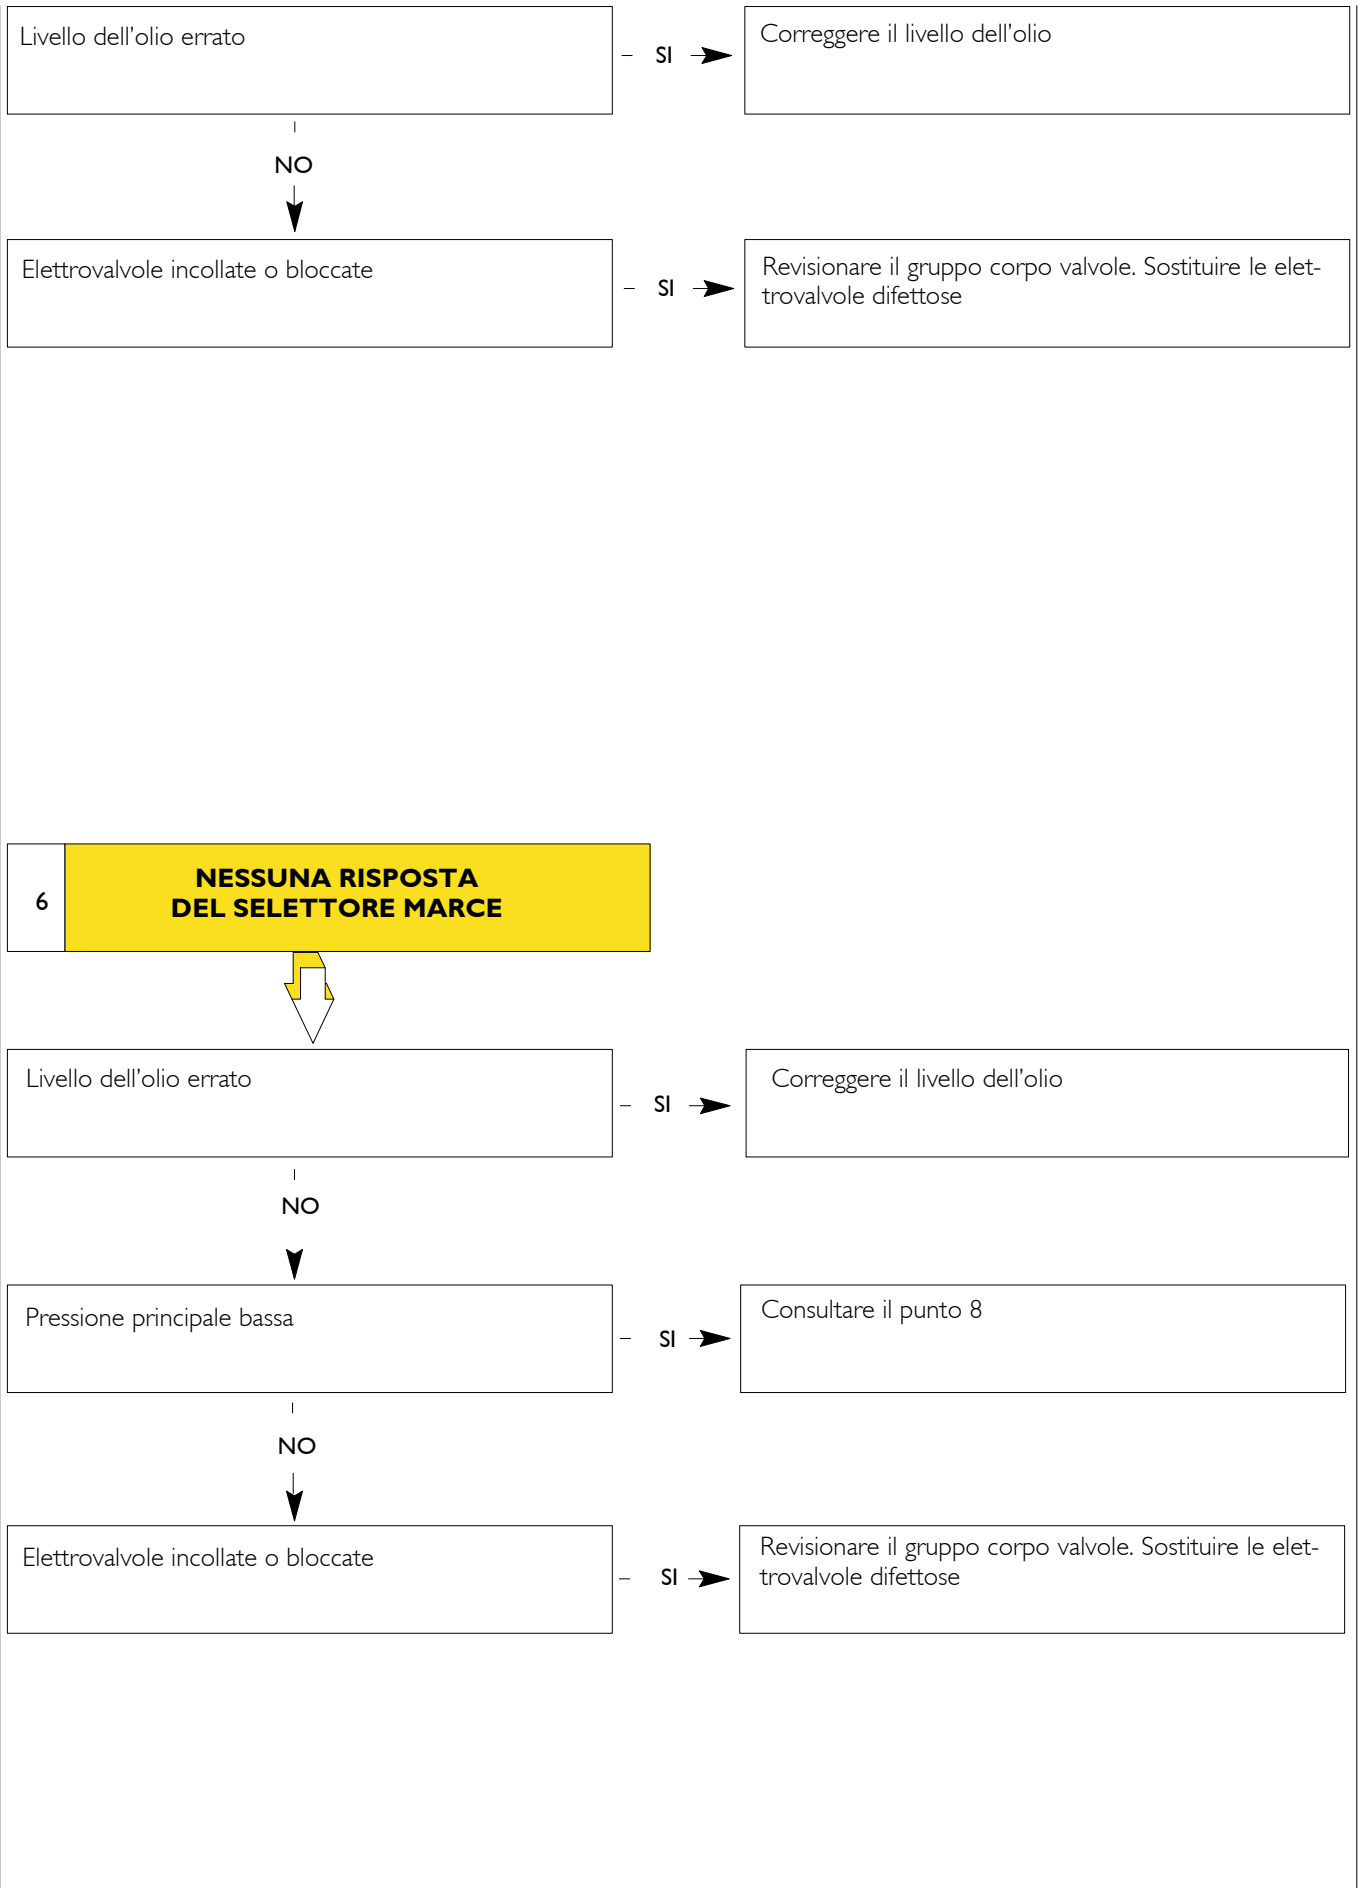 Livello dell'olio errato
SI
Correggere il livello dell'olio
NO
Elettrovalvole incollate o bloccate
SI
Revisionare il gruppo corpo valvole. Sostituire le elet-
trovalvole difettose
6
NESSUNA RISPOSTA
DEL SELETTORE MARCE
Livello dell'olio errato
SI
Correggere il livello dell'olio
NO
Pressione principale bassa
SI
Consultare il punto 8
NO
Elettrovalvole incollate o bloccate
SI
Revisionare il gruppo corpo valvole. Sostituire le elet-
trovalvole difettose